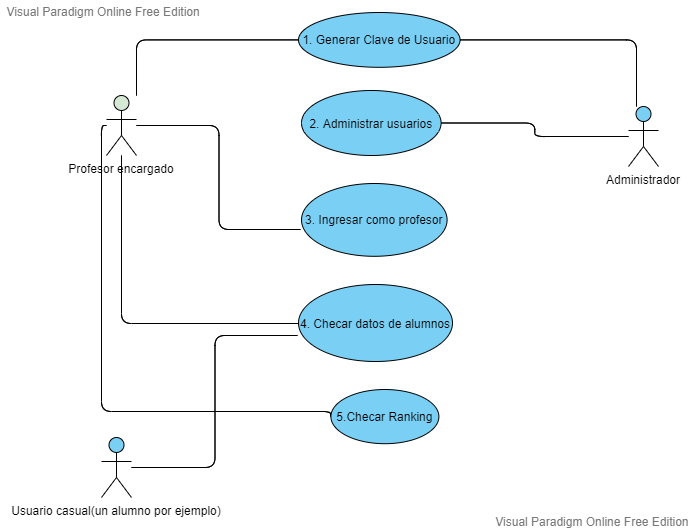 Visual Paradigm Online Free Edition
1. Generar Clave de Usuario
2. Administrar usuarios
Profesor encargado
Administrador
3. Ingresar como profesor
4. Checar datos de alumnos
5.Checar Ranking
Usuario casual(un alumno por ejemplo)
Visual Paradigm Online Free Edition